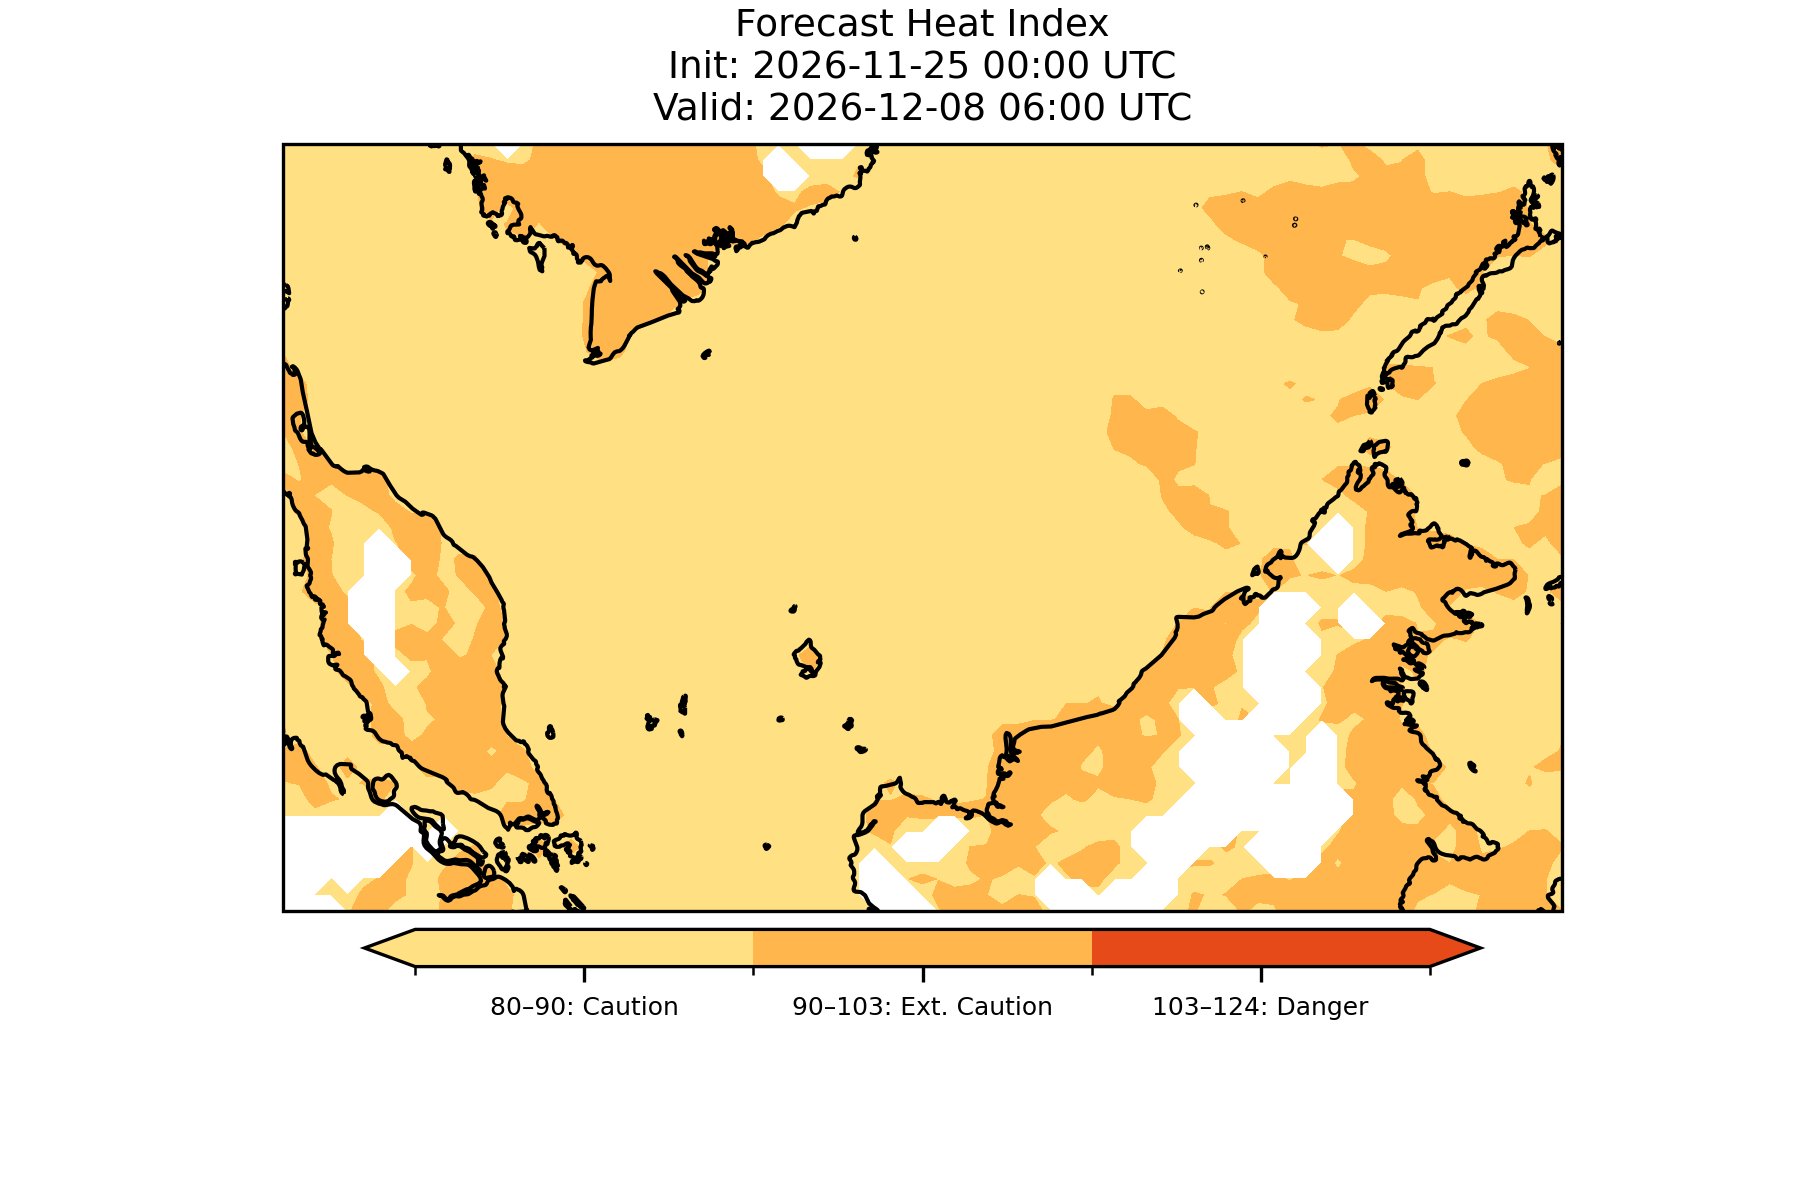 Forecast Heat Index
Init: 2026-11-25 00:00 UTC
Valid: 2026-12-08 06:00 UTC
80–90: Caution
90–103: Ext. Caution
103–124: Danger